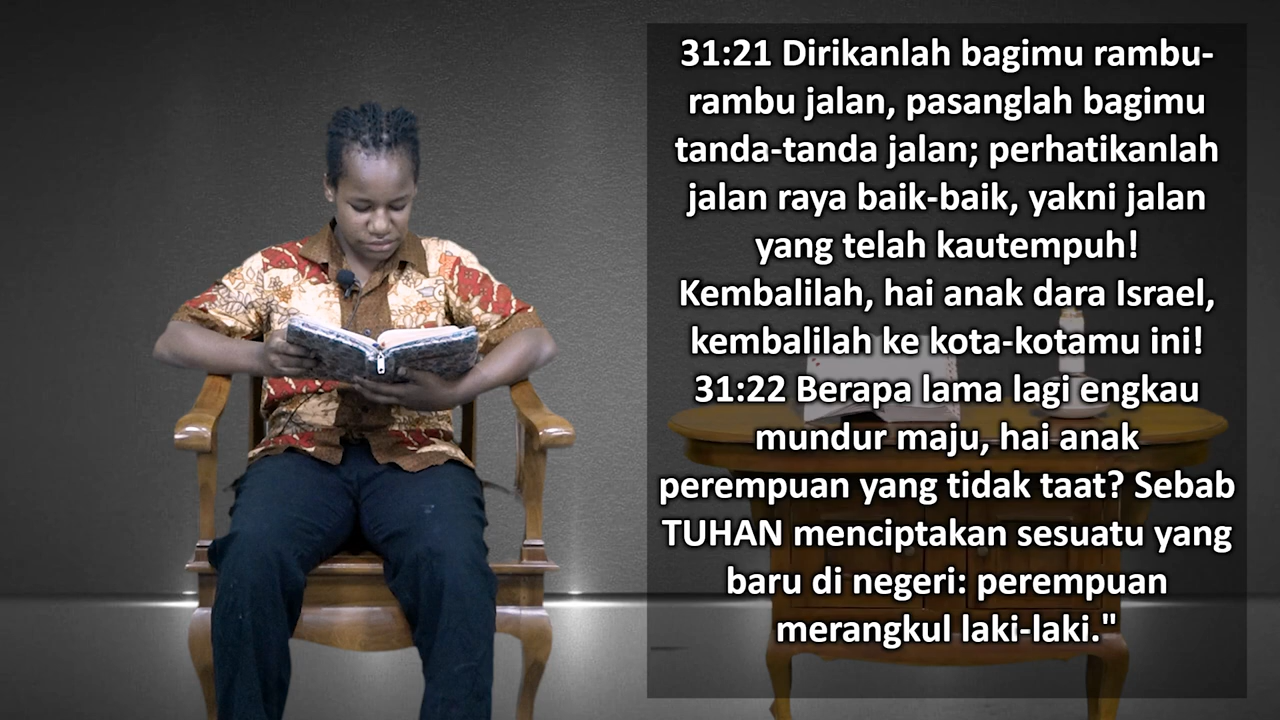 31:21 Dirikanlah bagimu rambu-
rambu jalan, pasanglah bagimu
tanda-tanda jalan; perhatikanlah
jalan raya baik-baik, yakni jalan
yang telah kautempuh!
Kembalilah, hai anak dara Israel,
kembalilah ke kota-kotamu ini!
31:22 Berapa lama lagi engkau
mundur maju, hai anak
perempuan yang tidak taat? Sebab
TUHAN menciptakan sesuatu yang
baru di negeri: perempuan
merangkul laki-laki."